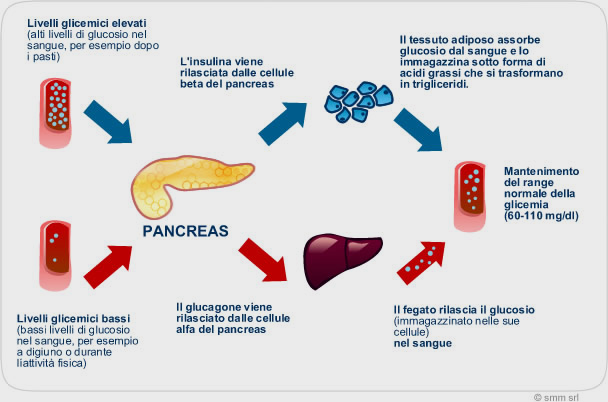 Livelli glicemici elevati
(alti livelli di glucosio nel
sangue, per esempio dopo
i pasti)
L'insulina viene
rilasciata dalle cellule
beta del pancreas
Il tessuto adiposo assorbe
glucosio dal sangue e lo
immagazzina sotto forma di
acidi grassi che si trasformano
in trigliceridi.
Mantenimento
del range
normale della
glicemia
(60-110 mg/dl)
PANCREAS
Livelli glicemici bassi
(bassi livelli di glucosio
nel sangue, per esempio
a digiuno o durante
liattività fisica)
Il glucagone viene
rilasciato dalle cellule
alfa del pancreas
Il fegato rilascia il glucosio
(immagazzinato nelle sue
cellule)
nel sangue
© smm srl